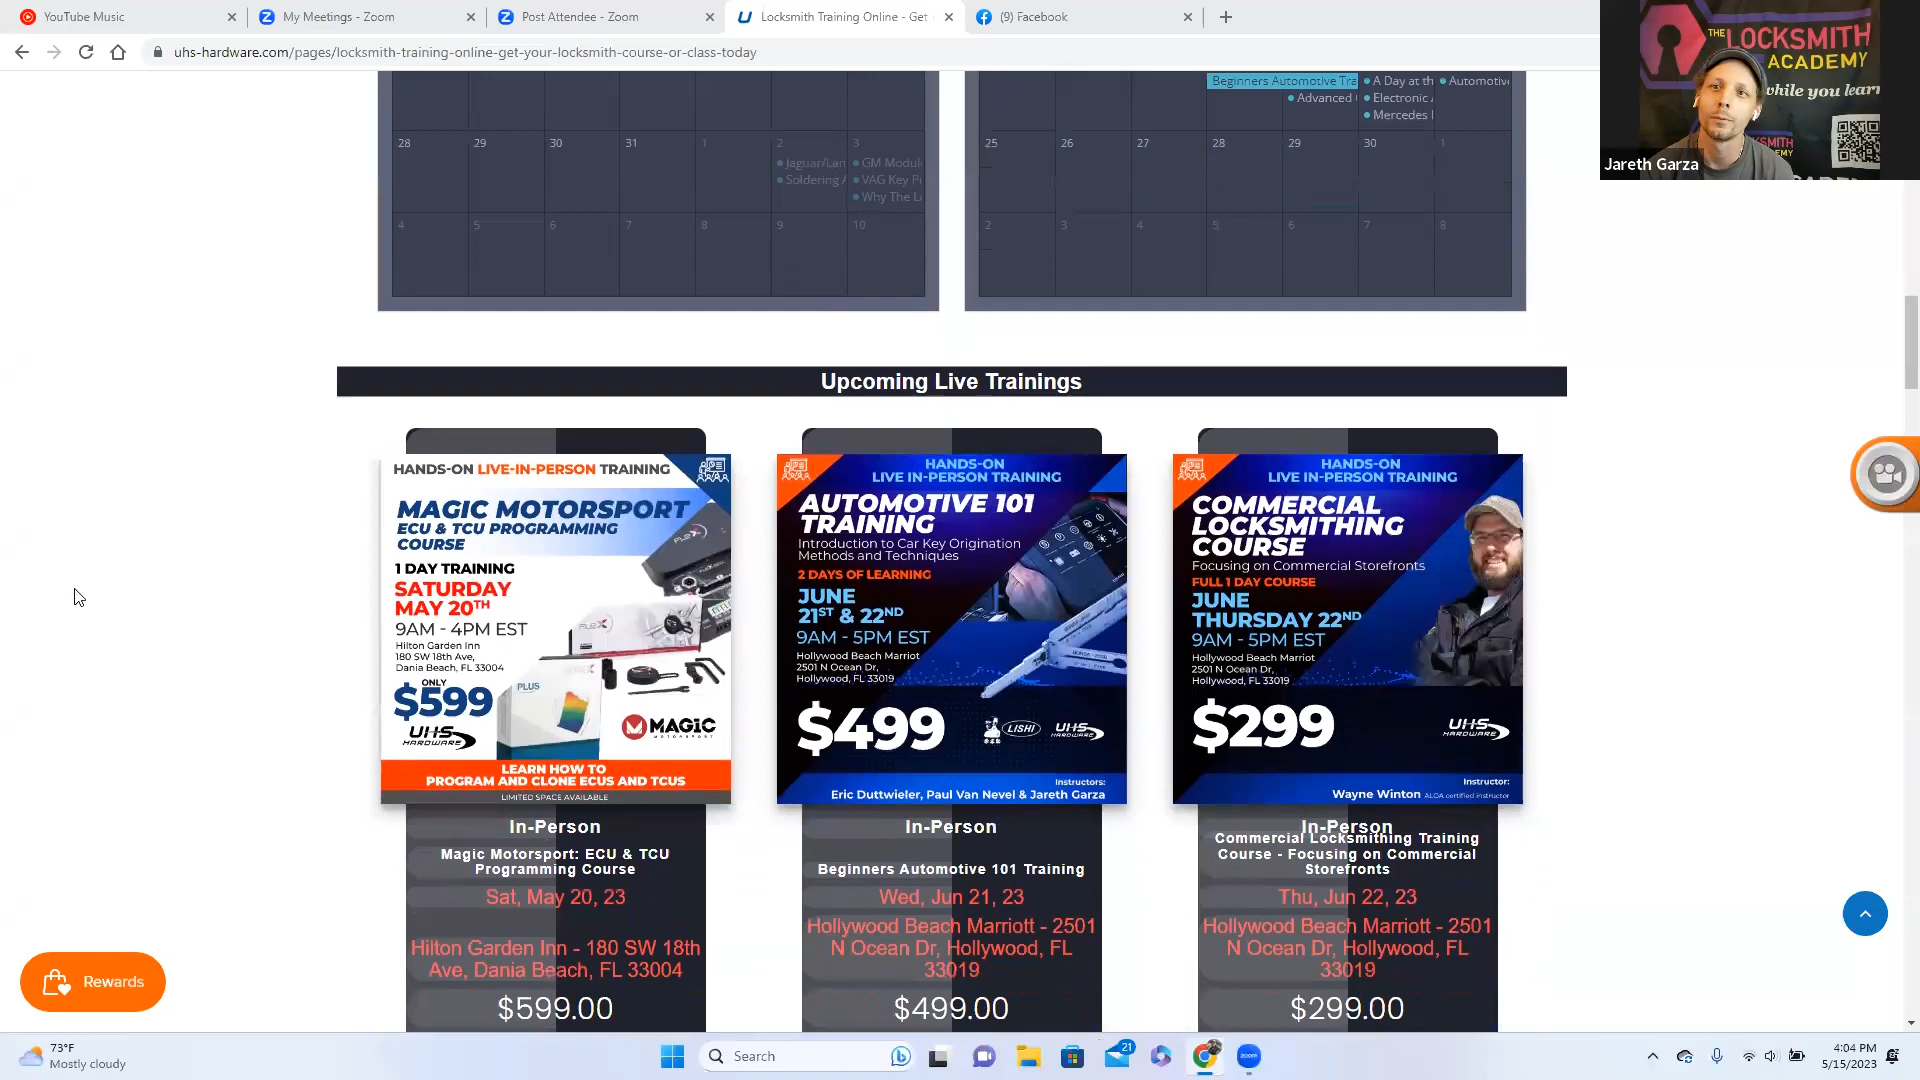 YouTube Music
My Meetings - Zoom
Post Attendee - Zoom
Locksmith Training Online - Get
(9) Facebook
uhs-hardware.com/pages/locksmith-training-online-get-your-locksmith-course-or-class-today
THE LOCKSMITH
ACADEMY
while you learn
Jareth Garza
Beginners Automotive Tra
A Day at th
Automotive
Advanced
Electronic
Mercedes
28 29 30 31 1 2 3
Jaguar/Lan
GM Modul
Soldering
VAG Key P
Why The Lo
4 5 6 7 8 9 10
25 26 27 28 29 30 1
2 3 4 5 6 7 8
Upcoming Live Trainings
HANDS-ON LIVE-IN-PERSON TRAINING
MAGIC MOTORSPORT
ECU & TCU PROGRAMMING
COURSE
1 DAY TRAINING
SATURDAY
MAY 20TH
9AM - 4PM EST
Hilton Garden Inn
180 SW 18th Ave,
Dania Beach, FL 33004
ONLY
$599
UHS
HARDWARE
PLUS
FLEX
MAGIC
MOTORSPORT
LEARN HOW TO
PROGRAM AND CLONE ECUS AND TCUS
LIMITED SPACE AVAILABLE
In-Person
Magic Motorsport: ECU & TCU
Programming Course
Sat, May 20, 23
Hilton Garden Inn - 180 SW 18th
Ave, Dania Beach, FL 33004
$599.00
HANDS-ON
LIVE IN-PERSON TRAINING
AUTOMOTIVE 101
TRAINING
Introduction to Car Key Origination
Methods and Techniques
2 DAYS OF LEARNING
JUNE
21ST & 22ND
9AM - 5PM EST
Hollywood Beach Marriot
2501 N Ocean Dr,
Hollywood, FL 33019
$499
LISHI
UHS
HARDWARE
Instructors:
Eric Duttwieler, Paul Van Nevel & Jareth Garza
In-Person
Beginners Automotive 101 Training
Wed, Jun 21, 23
Hollywood Beach Marriott - 2501
N Ocean Dr, Hollywood, FL
33019
$499.00
HANDS-ON
LIVE IN-PERSON TRAINING
COMMERCIAL
LOCKSMITHING
COURSE
Focusing on Commercial Storefronts
FULL 1 DAY COURSE
JUNE
THURSDAY 22ND
9AM - 5PM EST
Hollywood Beach Marriot
2501 N Ocean Dr,
Hollywood, FL 33019
$299
UHS
HARDWARE
Instructor:
Wayne Winton ALOA certified instructor
In-Person
Commercial Locksmithing Training
Course - Focusing on Commercial
Storefronts
Thu, Jun 22, 23
Hollywood Beach Marriott - 2501
N Ocean Dr, Hollywood, FL
33019
$299.00
Rewards
73°F
Mostly cloudy
Search
21
zoom
4:04 PM
5/15/2023